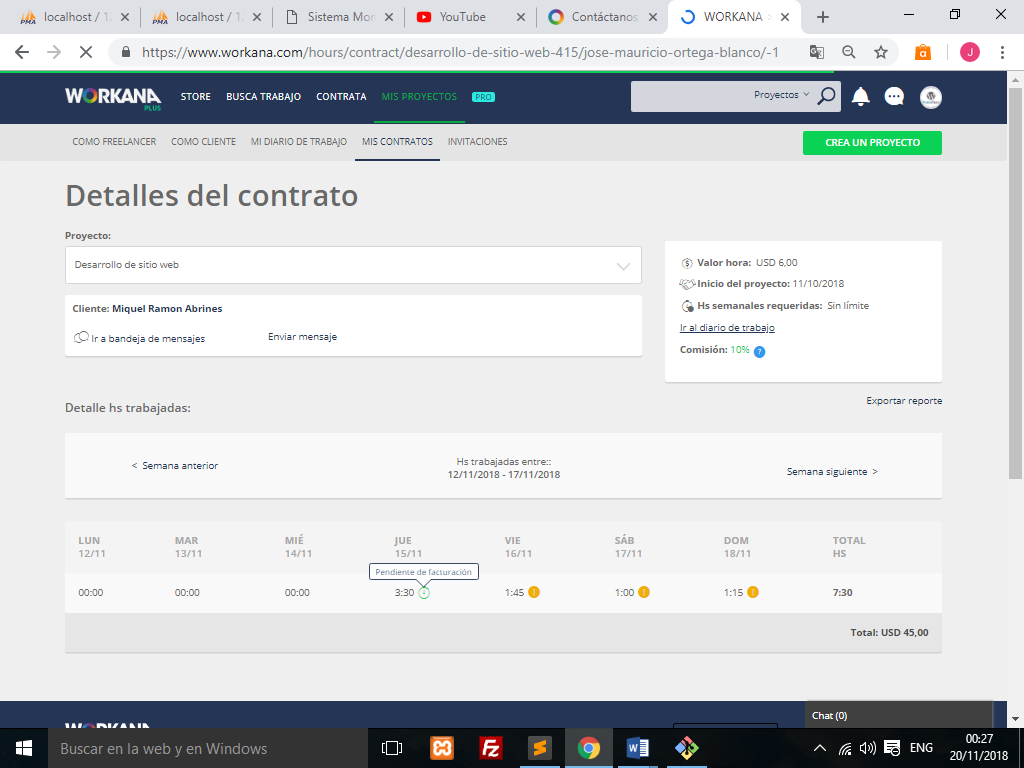 localhost / 1
localhost / 1
Sistema Mo
YouTube
Contáctanos
WORKANA
https://www.workana.com/hours/contract/desarrollo-de-sitio-web-415/jose-mauricio-ortega-blanco/-1
J
WORKANA
PLUS
STORE
BUSCA TRABAJO
CONTRATA
MIS PROYECTOS
PRO
Proyectos
COMO FREELANCER
COMO CLIENTE
MI DIARIO DE TRABAJO
MIS CONTRATOS
INVITACIONES
CREA UN PROYECTO
Detalles del contrato
Proyecto:
Desarrollo de sitio web
Cliente: Miquel Ramon Abrines
Ir a bandeja de mensajes
Enviar mensaje
Valor hora: USD 6,00
Inicio del proyecto: 11/10/2018
Hs semanales requeridas: Sin límite
Ir al diario de trabajo
Comisión: 10% ?
Exportar reporte
Detalle hs trabajadas:
< Semana anterior
Hs trabajadas entre::
12/11/2018 - 17/11/2018
Semana siguiente >
LUN MAR MIÉ JUE VIE SÁB DOM TOTAL
12/11 13/11 14/11 15/11 16/11 17/11 18/11 HS
Pendiente de facturación
00:00 00:00 00:00 3:30 1:45 ! 1:00 ! 1:15 ! 7:30
Total: USD 45,00
WORKANA
Chat (0)
Buscar en la web y en Windows
ENG
00:27
20/11/2018